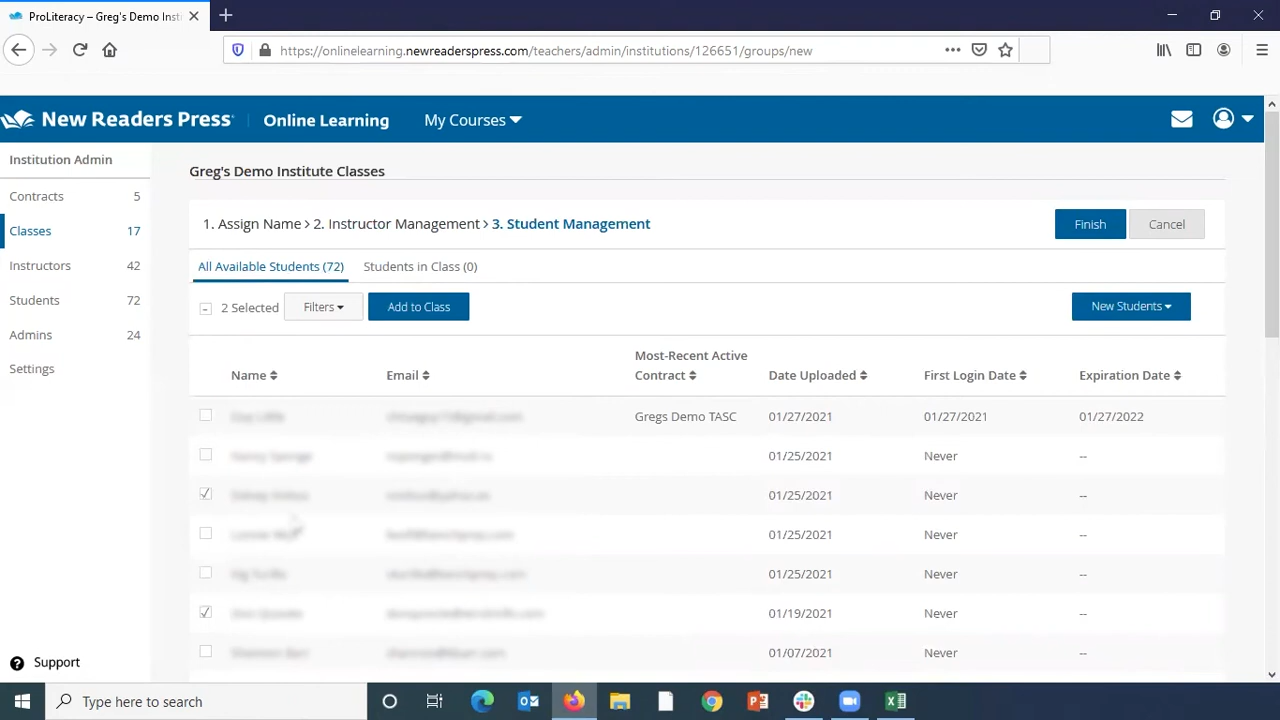 ProLiteracy – Greg's Demo Insti
https://onlinelearning.newreaderspress.com/teachers/admin/institutions/126651/groups/new
New Readers Press
Online Learning
My Courses
Institution Admin
Contracts 5
Classes 17
Instructors 42
Students 72
Admins 24
Settings
Support
Greg's Demo Institute Classes
1. Assign Name > 2. Instructor Management > 3. Student Management
Finish
Cancel
All Available Students (72)
Students in Class (0)
2 Selected
Filters
Add to Class
New Students
Name Email Most-Recent Active Contract Date Uploaded First Login Date Expiration Date
Gregs Demo TASC 01/27/2021 01/27/2021 01/27/2022
01/25/2021 Never --
01/25/2021 Never --
01/25/2021 Never --
01/25/2021 Never --
01/19/2021 Never --
01/07/2021 Never --
Type here to search